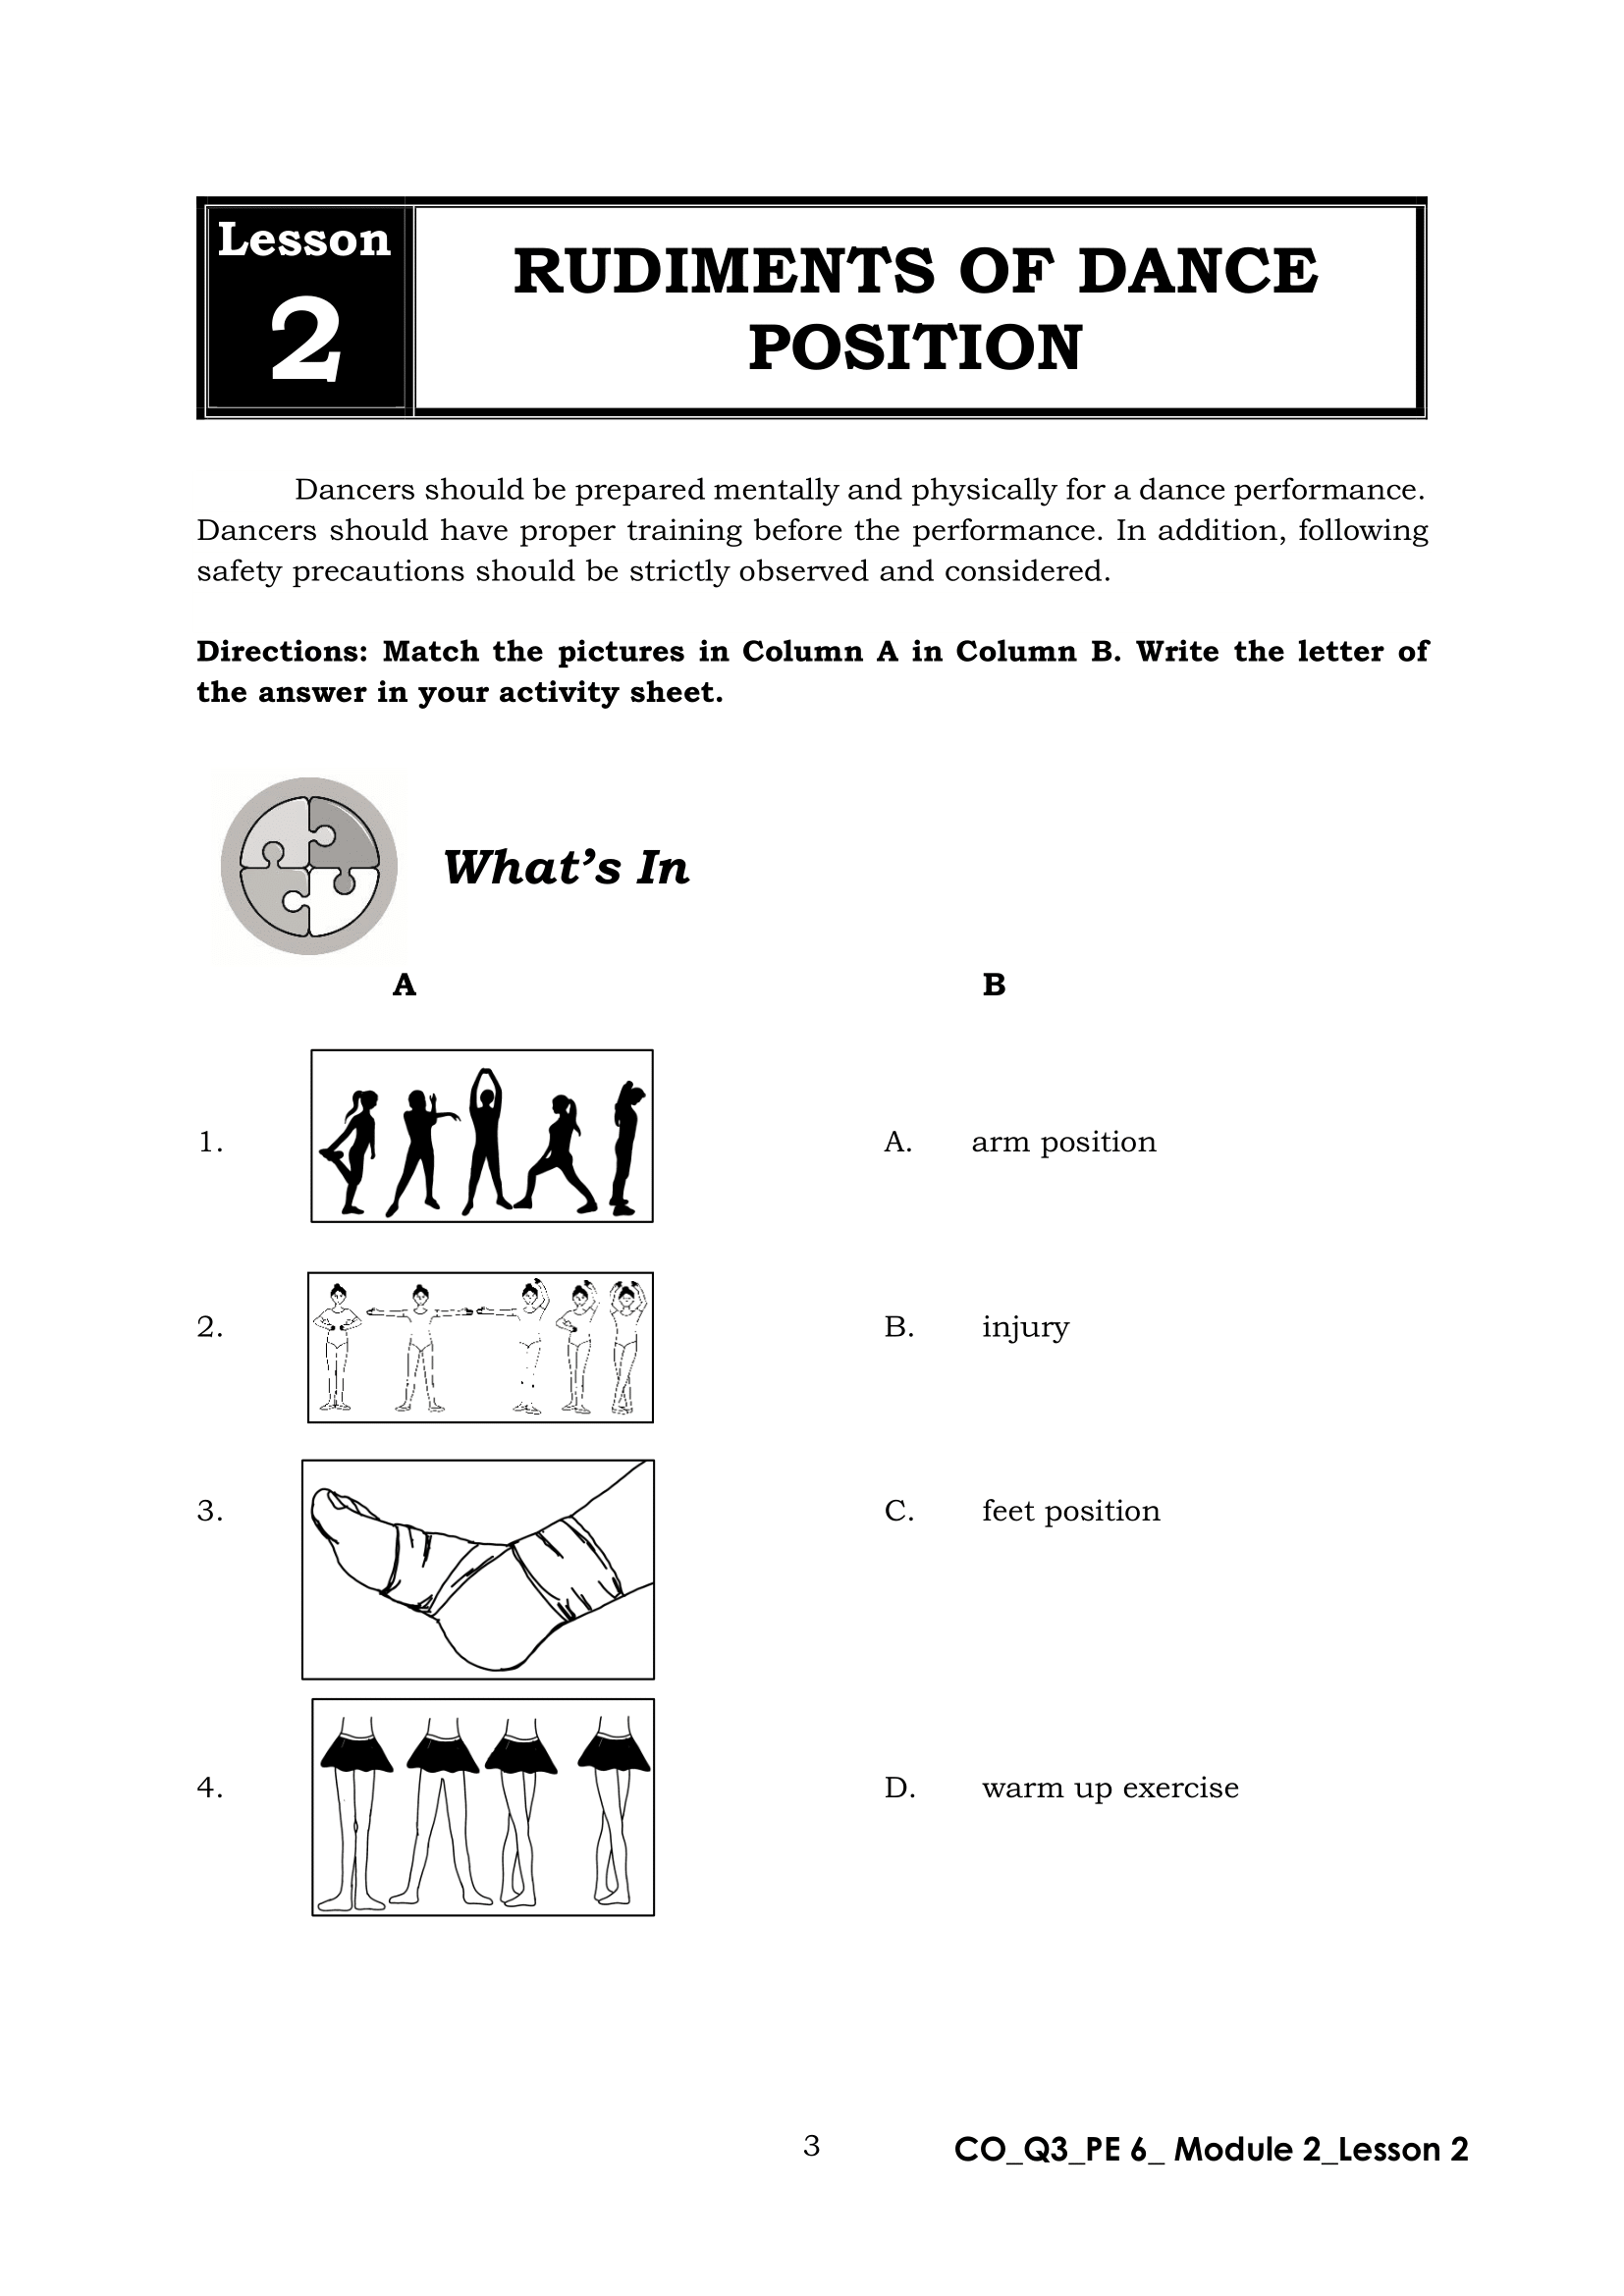 Lesson
2
RUDIMENTS OF DANCE
POSITION
Dancers should be prepared mentally and physically for a dance performance.
Dancers should have proper training before the performance. In addition, following
safety precautions should be strictly observed and considered.
Directions: Match the pictures in Column A in Column B. Write the letter of
the answer in your activity sheet.
What's In
A B
1. A. arm position
2. B. injury
3. C. feet position
4. D. warm up exercise
3 CO_Q3_PE 6_ Module 2_Lesson 2